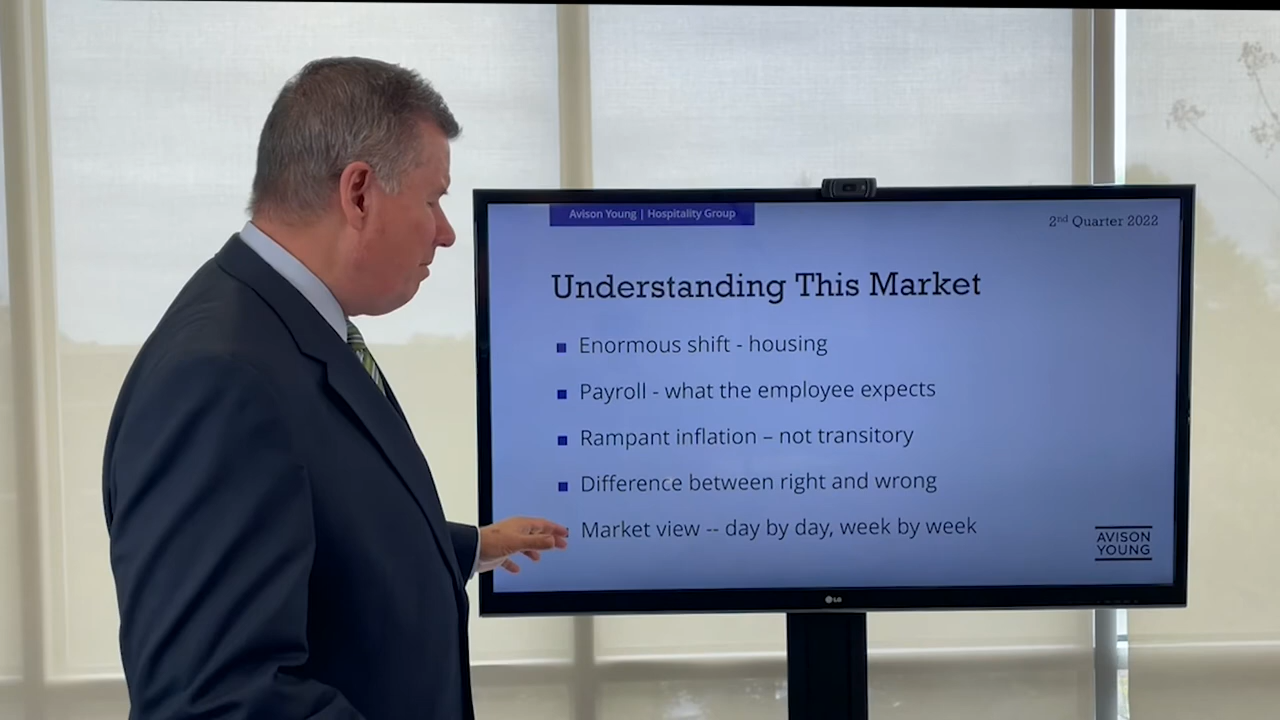 Avison Young | Hospitality Group
2nd Quarter 2022
Understanding This Market
Enormous shift - housing
Payroll - what the employee expects
Rampant inflation – not transitory
Difference between right and wrong
Market view -- day by day, week by week
AVISON
YOUNG
LG